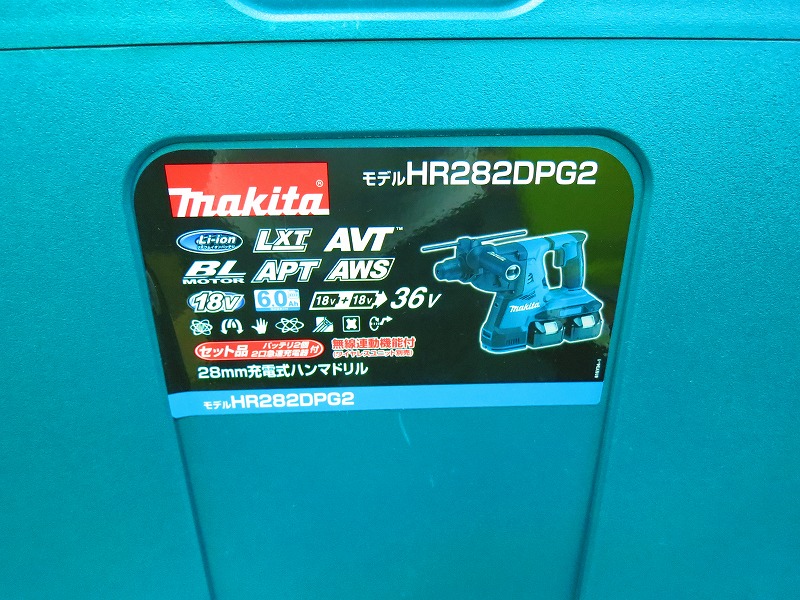 makita®
モデルHR282DPG2
Li-ion
LXT AVT™
BL MOTOR APT AWS
18V 6.0Ah 18V+18V 36V
セット品 バッテリ2個 2口急速充電器付
無線連動機能付
(ワイヤレスユニット別売)
28mm充電式ハンマドリル
モデルHR282DPG2
makita